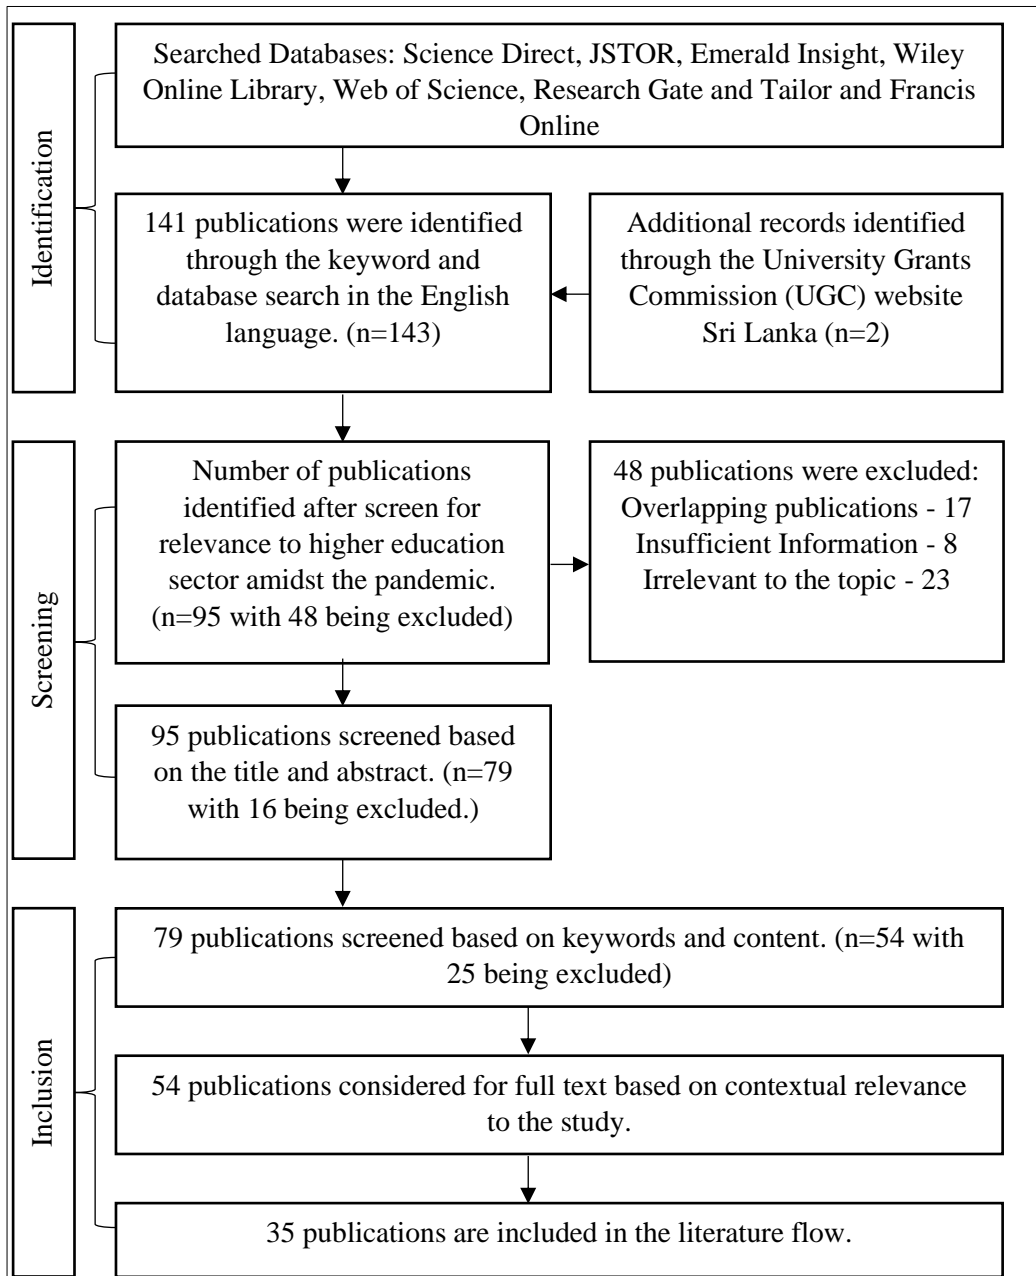 Identification
Searched Databases: Science Direct, JSTOR, Emerald Insight, Wiley
Online Library, Web of Science, Research Gate and Tailor and Francis
Online
141 publications were identified
through the keyword and
database search in the English
language. (n=143)
Additional records identified
through the University Grants
Commission (UGC) website
Sri Lanka (n=2)
Screening
Number of publications
identified after screen for
relevance to higher education
sector amidst the pandemic.
(n=95 with 48 being excluded)
48 publications were excluded:
Overlapping publications - 17
Insufficient Information - 8
Irrelevant to the topic - 23
95 publications screened based
on the title and abstract. (n=79
with 16 being excluded.)
Inclusion
79 publications screened based on keywords and content. (n=54 with
25 being excluded)
54 publications considered for full text based on contextual relevance
to the study.
35 publications are included in the literature flow.